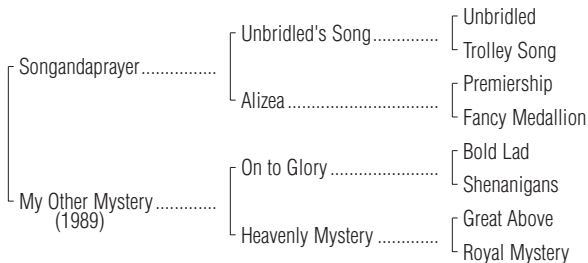 Unbridled
Unbridled's Song..............
Trolley Song
Songandaprayer................
Premiership
Alizea................................
Fancy Medallion
Bold Lad
On to Glory.......................
Shenanigans
My Other Mystery.............
(1989)
Great Above
Heavenly Mystery.............
Royal Mystery